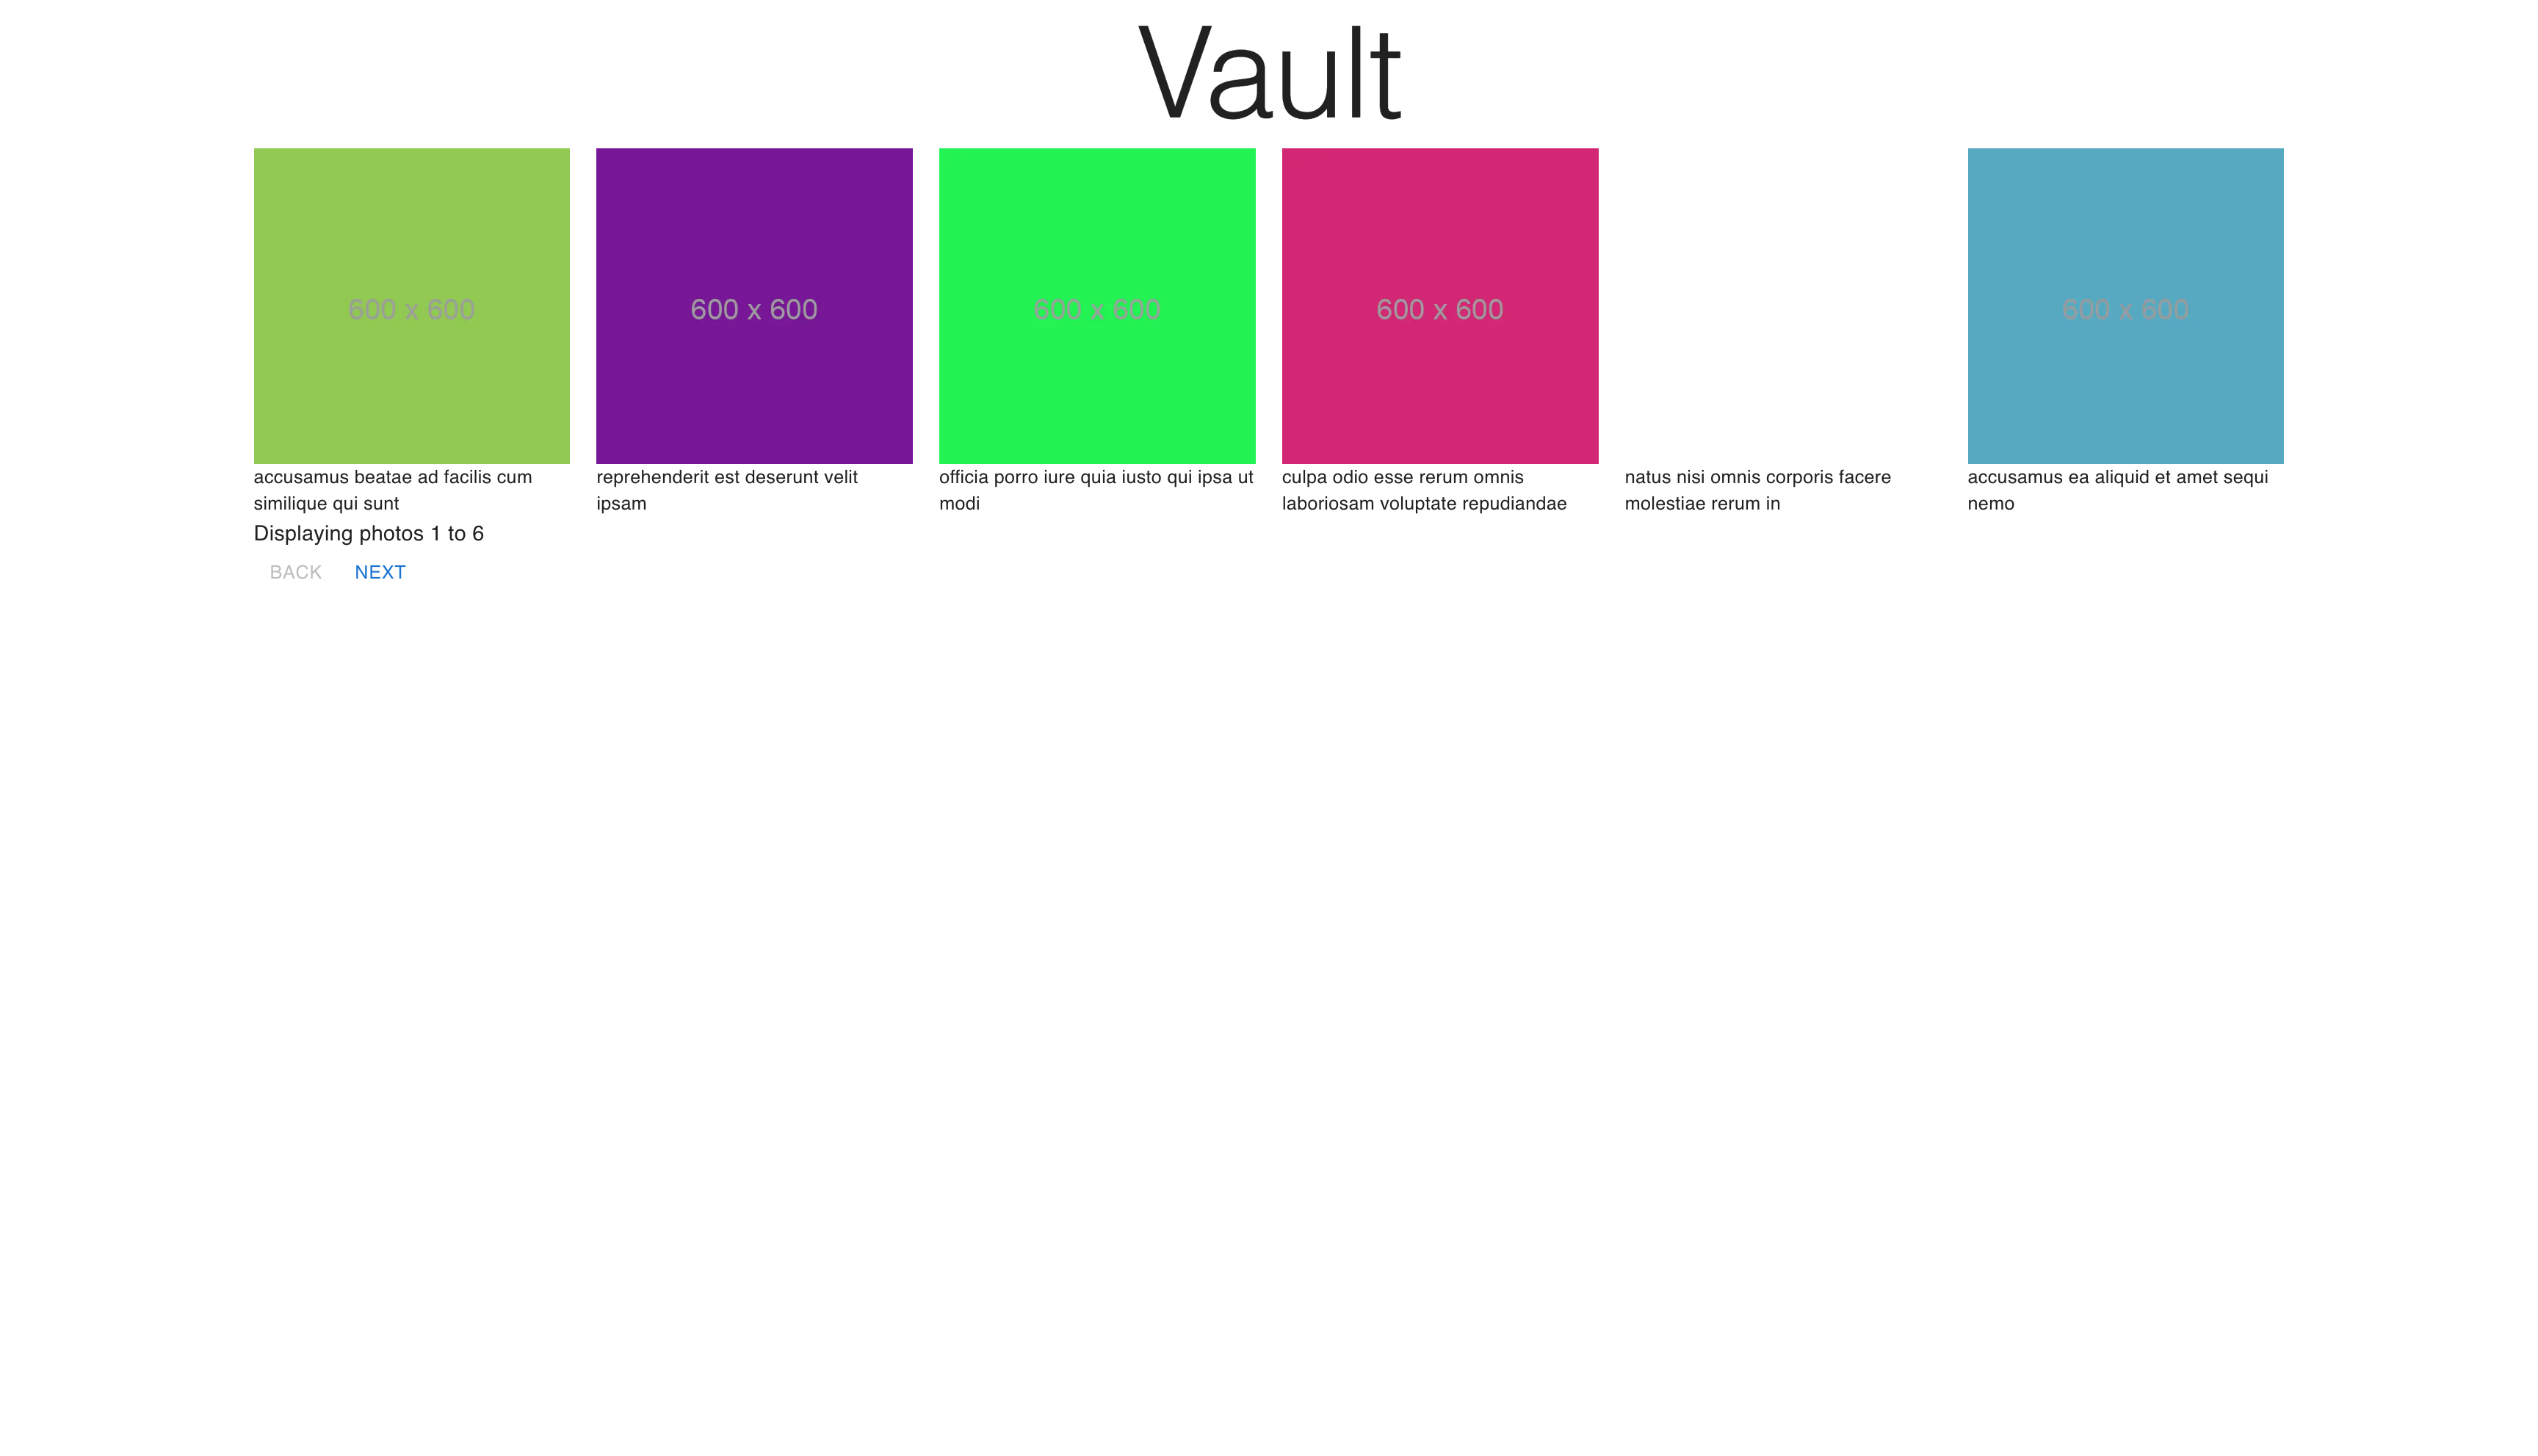 Vault
600 x 600
600 x 600
600 x 600
600 x 600
600 x 600
accusamus beatae ad facilis cum
similique qui sunt
reprehenderit est deserunt velit
ipsam
officia porro iure quia iusto qui ipsa ut
modi
culpa odio esse rerum omnis
laboriosam voluptate repudiandae
natus nisi omnis corporis facere
molestiae rerum in
accusamus ea aliquid et amet sequi
nemo
Displaying photos 1 to 6
BACK NEXT